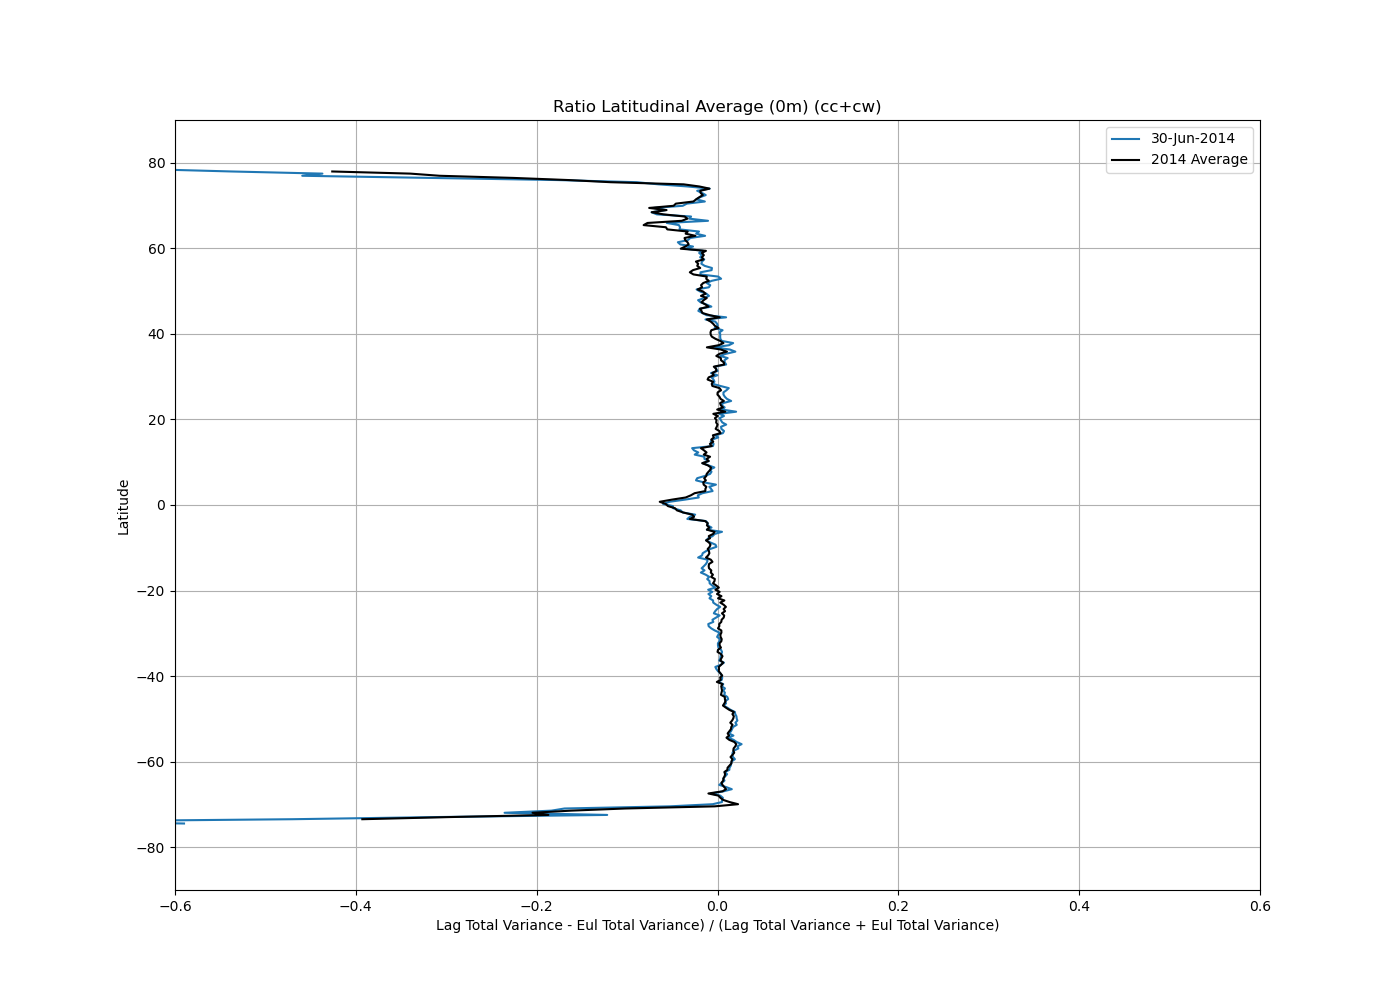 Ratio Latitudinal Average (0m) (cc+cw)
30-Jun-2014
2014 Average
80
60
40
20
0
−20
−40
−60
−80
Latitude
−0.6 −0.4 −0.2 0.0 0.2 0.4 0.6
Lag Total Variance - Eul Total Variance) / (Lag Total Variance + Eul Total Variance)